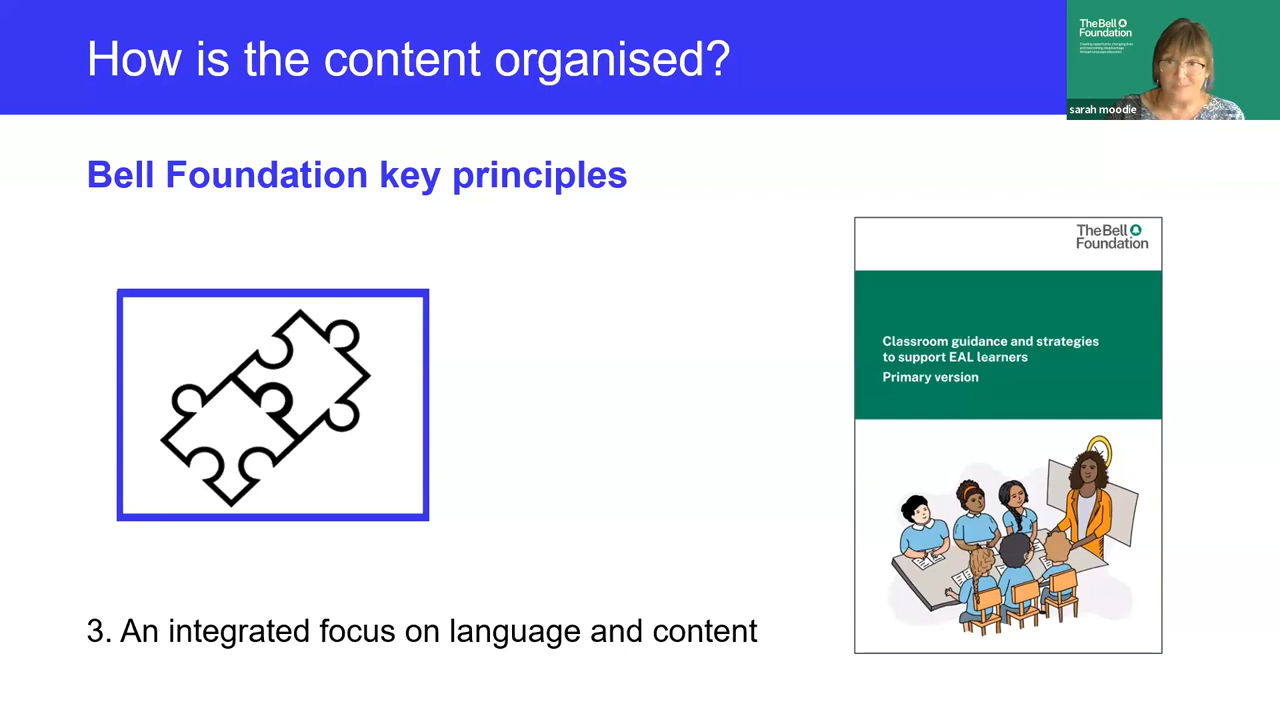 How is the content organised?
The Bell
Foundation
sarah moodie
Bell Foundation key principles
The Bell
Foundation
Classroom guidance and strategies
to support EAL learners
Primary version
3. An integrated focus on language and content